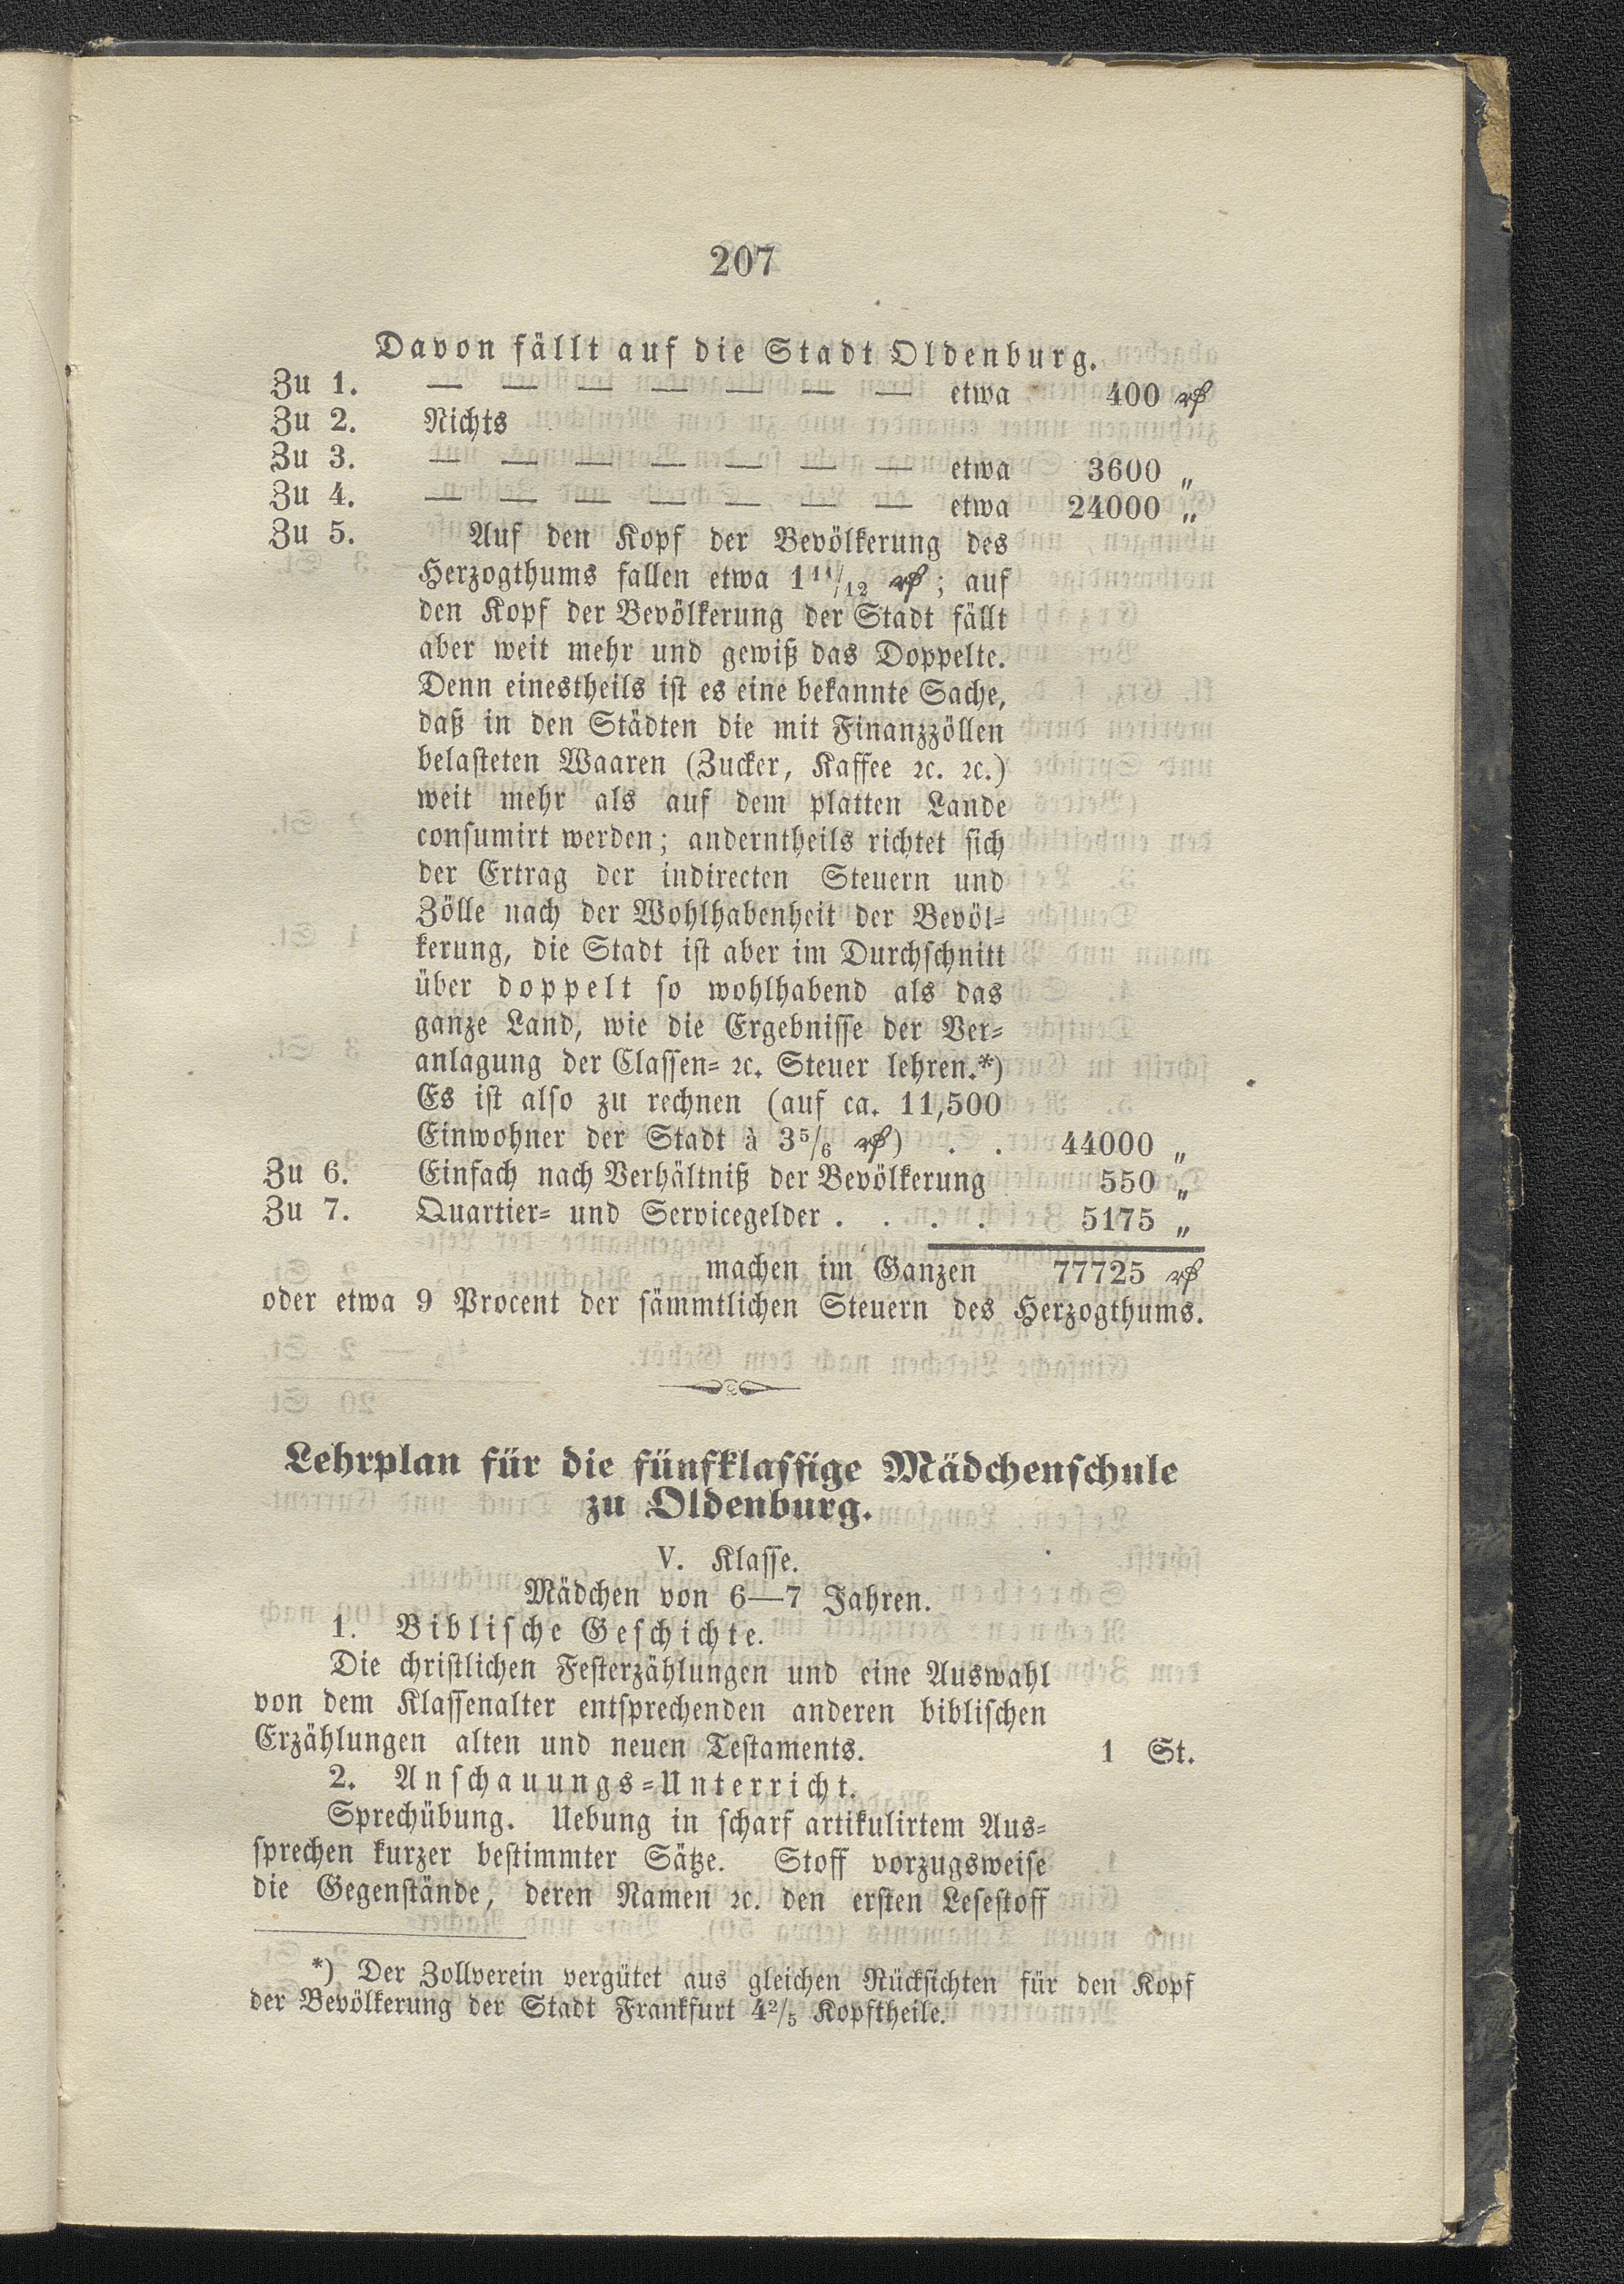 207
Davon fällt auf die Stadt Oldenburg.
Zu 1. — — — — — — — etwa 400 ₰
Zu 2. Nichts
Zu 3. — — — — — — — etwa 3600 „
Zu 4. — — — — — — — etwa 24000 „
Zu 5. Auf den Kopf der Bevölkerung des
Herzogthums fallen etwa 1 11/12 ₰; auf
den Kopf der Bevölkerung der Stadt fällt
aber weit mehr und gewiß das Doppelte.
Denn einestheils ist es eine bekannte Sache,
daß in den Städten die mit Finanzzöllen
belasteten Waaren (Zucker, Kaffee ꝛc. ꝛc.)
weit mehr als auf dem platten Lande
consumirt werden; anderntheils richtet sich
der Ertrag der indirecten Steuern und
Zölle nach der Wohlhabenheit der Bevöl-
kerung, die Stadt ist aber im Durchschnitt
über doppelt so wohlhabend als das
ganze Land, wie die Ergebnisse der Ver-
anlagung der Classen- ꝛc. Steuer lehren.*)
Es ist also zu rechnen (auf ca. 11,500
Einwohner der Stadt à 3 5/6 ₰) . . 44000 „
Zu 6. Einfach nach Verhältniß der Bevölkerung 550 „
Zu 7. Quartier- und Servicegelder . . . . 5175 „
machen im Ganzen 77725 ₰
oder etwa 9 Procent der sämmtlichen Steuern des Herzogthums.
Lehrplan für die fünfklassige Mädchenschule
zu Oldenburg.
V. Klasse.
Mädchen von 6—7 Jahren.
1. Biblische Geschichte.
Die christlichen Festerzählungen und eine Auswahl
von dem Klassenalter entsprechenden anderen biblischen
Erzählungen alten und neuen Testaments. 1 St.
2. Anschauungs-Unterricht.
Sprechübung. Uebung in scharf artikulirtem Aus-
sprechen kurzer bestimmter Sätze. Stoff vorzugsweise
die Gegenstände, deren Namen ꝛc. den ersten Lesestoff
*) Der Zollverein vergütet aus gleichen Rücksichten für den Kopf
der Bevölkerung der Stadt Frankfurt 4 2/5 Kopftheile.